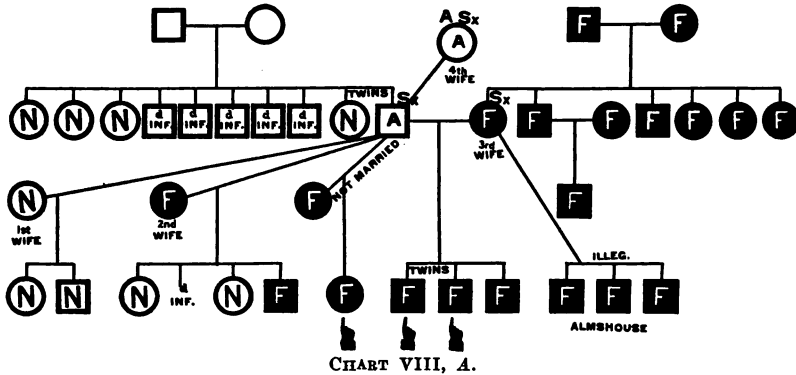 A Sx
A
4th
WIFE
F F
TWINS
Sx Sx
N N N d INF. d INF. d INF. d INF. d INF. N A F F F F F F F
3rd
WIFE
NOT MARRIED
N F F F
1st
WIFE
2nd
WIFE
TWINS
ILLEG.
N N N d INF. N F F F F F F F F
ALMSHOUSE
CHART VIII, A.